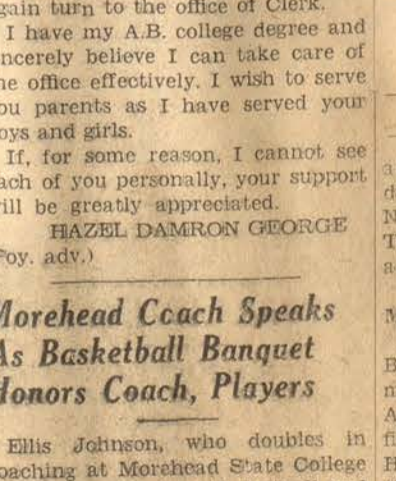 gain turn to the office of Clerk.
I have my A.B. college degree and
incerely believe I can take care of
he office effectively. I wish to serve
ou parents as I have served your
oys and girls.
If, for some reason, I cannot see
ach of you personally, your support
ill be greatly appreciated.
HAZEL DAMRON GEORGE
Poy. adv.)
Morehead Ccach Speaks
As Basketball Banquet
Honors Coach, Players
Ellis Johnson, who doubles in
oaching at Morehead State College